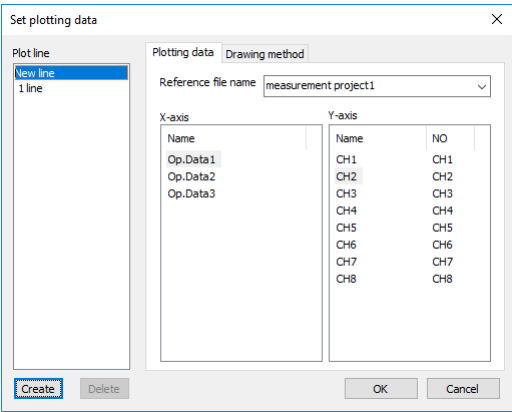 Set plotting data
Plot line
New line
1 line
Plotting data Drawing method
Reference file name measurement project1
X-axis
Name
Op.Data1
Op.Data2
Op.Data3
Y-axis
Name NO
CH1 CH1
CH2 CH2
CH3 CH3
CH4 CH4
CH5 CH5
CH6 CH6
CH7 CH7
CH8 CH8
Create Delete OK Cancel